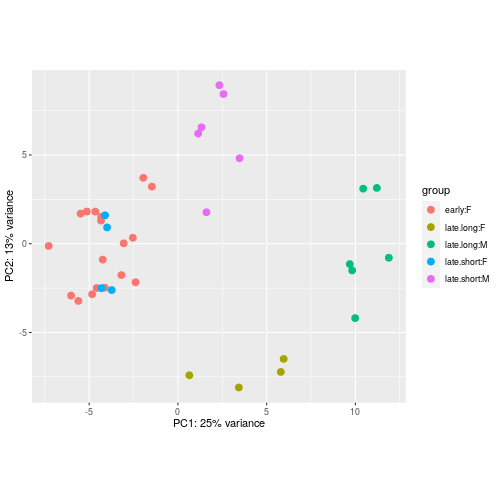 5
0
-5
-5
0
5
10
PC1: 25% variance
PC2: 13% variance
group
early:F
late.long:F
late.long:M
late.short:F
late.short:M